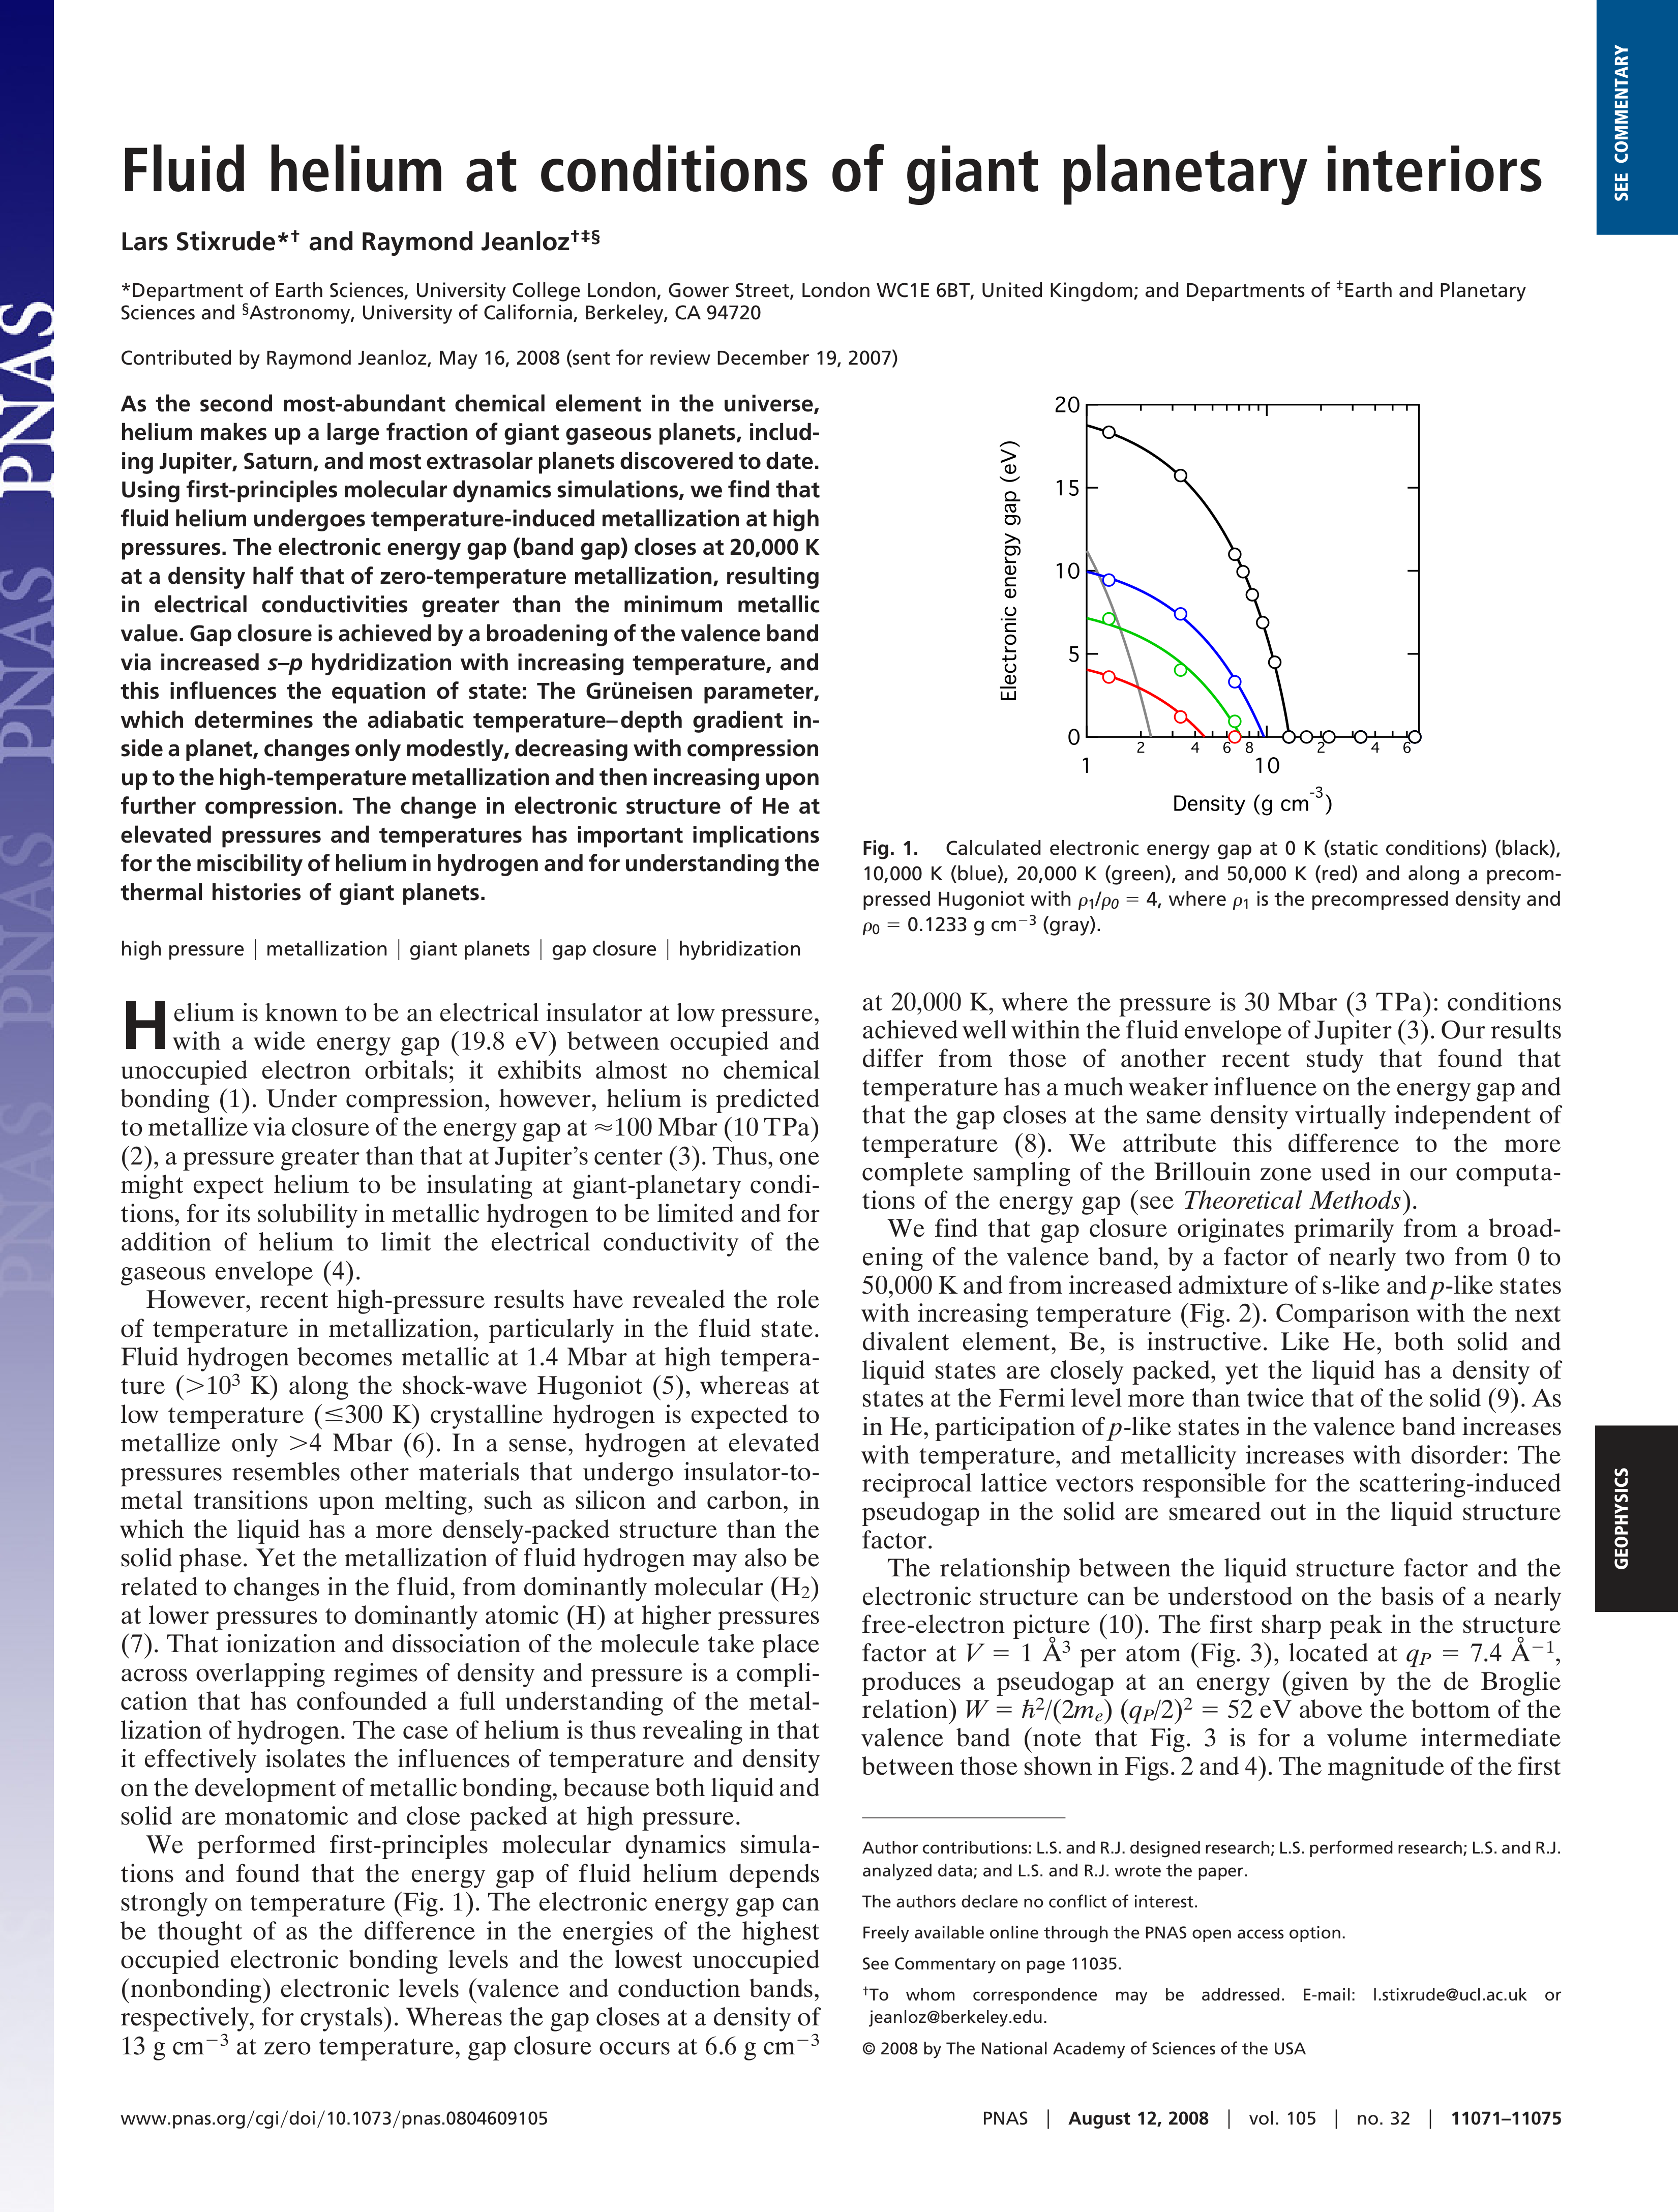 SEE COMMENTARY
Fluid helium at conditions of giant planetary interiors
Lars Stixrude*† and Raymond Jeanloz†‡§
*Department of Earth Sciences, University College London, Gower Street, London WC1E 6BT, United Kingdom; and Departments of ‡Earth and Planetary
Sciences and §Astronomy, University of California, Berkeley, CA 94720
Contributed by Raymond Jeanloz, May 16, 2008 (sent for review December 19, 2007)
As the second most-abundant chemical element in the universe,
helium makes up a large fraction of giant gaseous planets, includ-
ing Jupiter, Saturn, and most extrasolar planets discovered to date.
Using first-principles molecular dynamics simulations, we find that
fluid helium undergoes temperature-induced metallization at high
pressures. The electronic energy gap (band gap) closes at 20,000 K
at a density half that of zero-temperature metallization, resulting
in electrical conductivities greater than the minimum metallic
value. Gap closure is achieved by a broadening of the valence band
via increased s–p hydridization with increasing temperature, and
this influences the equation of state: The Grüneisen parameter,
which determines the adiabatic temperature–depth gradient in-
side a planet, changes only modestly, decreasing with compression
up to the high-temperature metallization and then increasing upon
further compression. The change in electronic structure of He at
elevated pressures and temperatures has important implications
for the miscibility of helium in hydrogen and for understanding the
thermal histories of giant planets.
high pressure | metallization | giant planets | gap closure | hybridization
Helium is known to be an electrical insulator at low pressure,
with a wide energy gap (19.8 eV) between occupied and
unoccupied electron orbitals; it exhibits almost no chemical
bonding (1). Under compression, however, helium is predicted
to metallize via closure of the energy gap at ≈100 Mbar (10 TPa)
(2), a pressure greater than that at Jupiter's center (3). Thus, one
might expect helium to be insulating at giant-planetary condi-
tions, for its solubility in metallic hydrogen to be limited and for
addition of helium to limit the electrical conductivity of the
gaseous envelope (4).
However, recent high-pressure results have revealed the role
of temperature in metallization, particularly in the fluid state.
Fluid hydrogen becomes metallic at 1.4 Mbar at high tempera-
ture (>10³ K) along the shock-wave Hugoniot (5), whereas at
low temperature (≤300 K) crystalline hydrogen is expected to
metallize only >4 Mbar (6). In a sense, hydrogen at elevated
pressures resembles other materials that undergo insulator-to-
metal transitions upon melting, such as silicon and carbon, in
which the liquid has a more densely-packed structure than the
solid phase. Yet the metallization of fluid hydrogen may also be
related to changes in the fluid, from dominantly molecular (H₂)
at lower pressures to dominantly atomic (H) at higher pressures
(7). That ionization and dissociation of the molecule take place
across overlapping regimes of density and pressure is a compli-
cation that has confounded a full understanding of the metal-
lization of hydrogen. The case of helium is thus revealing in that
it effectively isolates the influences of temperature and density
on the development of metallic bonding, because both liquid and
solid are monatomic and close packed at high pressure.
We performed first-principles molecular dynamics simula-
tions and found that the energy gap of fluid helium depends
strongly on temperature (Fig. 1). The electronic energy gap can
be thought of as the difference in the energies of the highest
occupied electronic bonding levels and the lowest unoccupied
(nonbonding) electronic levels (valence and conduction bands,
respectively, for crystals). Whereas the gap closes at a density of
13 g cm⁻³ at zero temperature, gap closure occurs at 6.6 g cm⁻³
Electronic energy gap (eV)
20
15
10
5
0
2 4 6 8 2 4 6
1 10
Density (g cm⁻³)
Fig. 1. Calculated electronic energy gap at 0 K (static conditions) (black),
10,000 K (blue), 20,000 K (green), and 50,000 K (red) and along a precom-
pressed Hugoniot with ρ₁/ρ₀ = 4, where ρ₁ is the precompressed density and
ρ₀ = 0.1233 g cm⁻³ (gray).
at 20,000 K, where the pressure is 30 Mbar (3 TPa): conditions
achieved well within the fluid envelope of Jupiter (3). Our results
differ from those of another recent study that found that
temperature has a much weaker influence on the energy gap and
that the gap closes at the same density virtually independent of
temperature (8). We attribute this difference to the more
complete sampling of the Brillouin zone used in our computa-
tions of the energy gap (see Theoretical Methods).
We find that gap closure originates primarily from a broad-
ening of the valence band, by a factor of nearly two from 0 to
50,000 K and from increased admixture of s-like and p-like states
with increasing temperature (Fig. 2). Comparison with the next
divalent element, Be, is instructive. Like He, both solid and
liquid states are closely packed, yet the liquid has a density of
states at the Fermi level more than twice that of the solid (9). As
in He, participation of p-like states in the valence band increases
with temperature, and metallicity increases with disorder: The
reciprocal lattice vectors responsible for the scattering-induced
pseudogap in the solid are smeared out in the liquid structure
factor.
The relationship between the liquid structure factor and the
electronic structure can be understood on the basis of a nearly
free-electron picture (10). The first sharp peak in the structure
factor at V = 1 Å³ per atom (Fig. 3), located at qP = 7.4 Å⁻¹,
produces a pseudogap at an energy (given by the de Broglie
relation) W = ℏ²/(2mₑ) (qP/2)² = 52 eV above the bottom of the
valence band (note that Fig. 3 is for a volume intermediate
between those shown in Figs. 2 and 4). The magnitude of the first
Author contributions: L.S. and R.J. designed research; L.S. performed research; L.S. and R.J.
analyzed data; and L.S. and R.J. wrote the paper.
The authors declare no conflict of interest.
Freely available online through the PNAS open access option.
See Commentary on page 11035.
†To whom correspondence may be addressed. E-mail: l.stixrude@ucl.ac.uk or
jeanloz@berkeley.edu.
© 2008 by The National Academy of Sciences of the USA
GEOPHYSICS
PNAS PNAS PNAS PNAS
www.pnas.org/cgi/doi/10.1073/pnas.0804609105
PNAS | August 12, 2008 | vol. 105 | no. 32 | 11071–11075